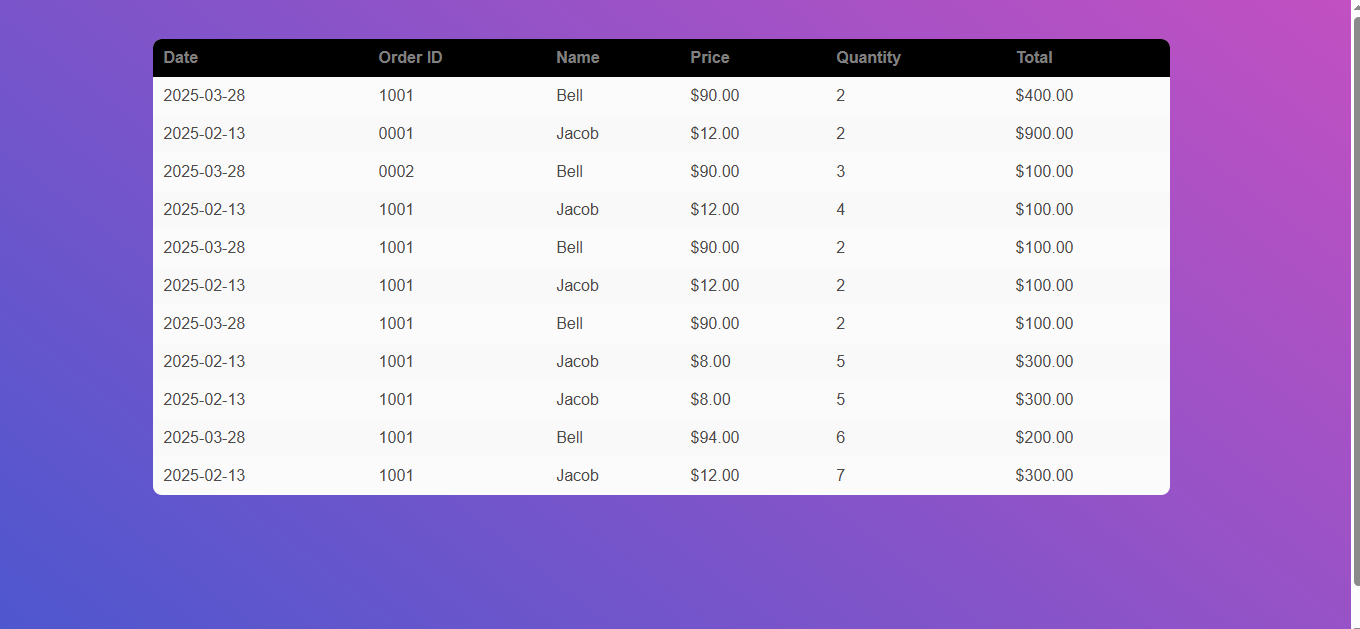 Date Order ID Name Price Quantity Total
2025-03-28 1001 Bell $90.00 2 $400.00
2025-02-13 0001 Jacob $12.00 2 $900.00
2025-03-28 0002 Bell $90.00 3 $100.00
2025-02-13 1001 Jacob $12.00 4 $100.00
2025-03-28 1001 Bell $90.00 2 $100.00
2025-02-13 1001 Jacob $12.00 2 $100.00
2025-03-28 1001 Bell $90.00 2 $100.00
2025-02-13 1001 Jacob $8.00 5 $300.00
2025-02-13 1001 Jacob $8.00 5 $300.00
2025-03-28 1001 Bell $94.00 6 $200.00
2025-02-13 1001 Jacob $12.00 7 $300.00